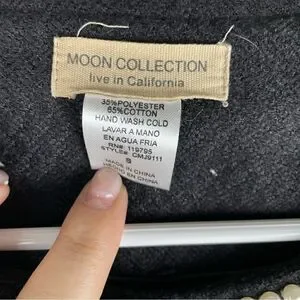 MOON COLLECTION
live in California
35%POLYESTER
65%COTTON
HAND WASH COLD
LAVAR A MANO
EN AGUA FRIA
RN# 119795
STYLE# CMJ9111
S
MADE IN CHINA
HECHO EN CHINA